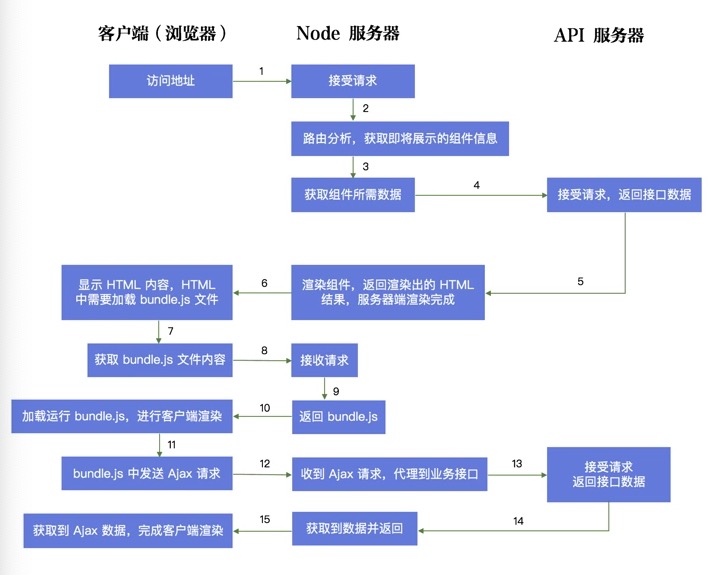 客户端（浏览器）
Node 服务器
API 服务器
访问地址
1
接受请求
2
路由分析，获取即将展示的组件信息
3
获取组件所需数据
4
接受请求，返回接口数据
5
渲染组件，返回渲染出的 HTML
结果，服务器端渲染完成
6
显示 HTML 内容，HTML
中需要加载 bundle.js 文件
7
获取 bundle.js 文件内容
8
接收请求
9
返回 bundle.js
10
加载运行 bundle.js，进行客户端渲染
11
bundle.js 中发送 Ajax 请求
12
收到 Ajax 请求，代理到业务接口
13
接受请求
返回接口数据
14
获取到数据并返回
15
获取到 Ajax 数据，完成客户端渲染